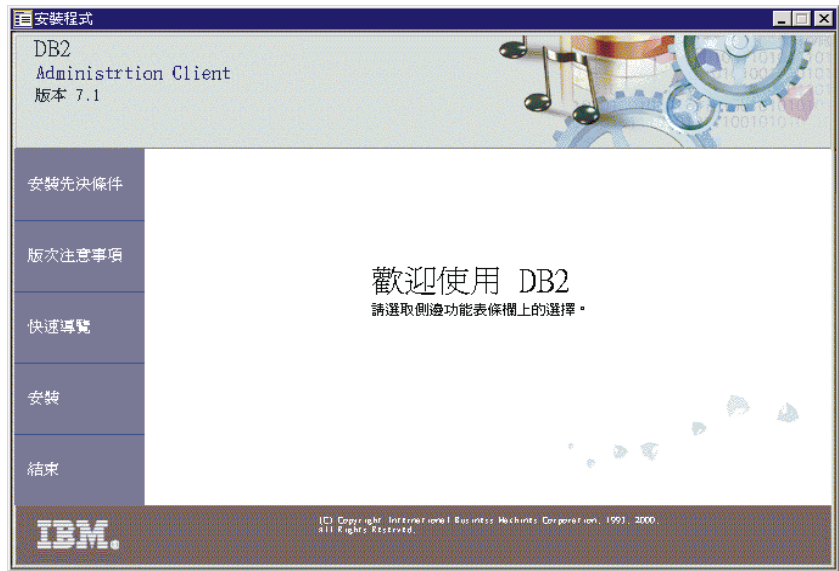 安裝程式
DB2
Administrtion Client
版本 7.1
安裝先決條件
版次注意事項
快速導覽
安裝
結束
歡迎使用 DB2
請選取側邊功能表條欄上的選擇。
IBM.
(C) Copyright International Business Machines Corporation, 1993, 2000.
All Rights Reserved.